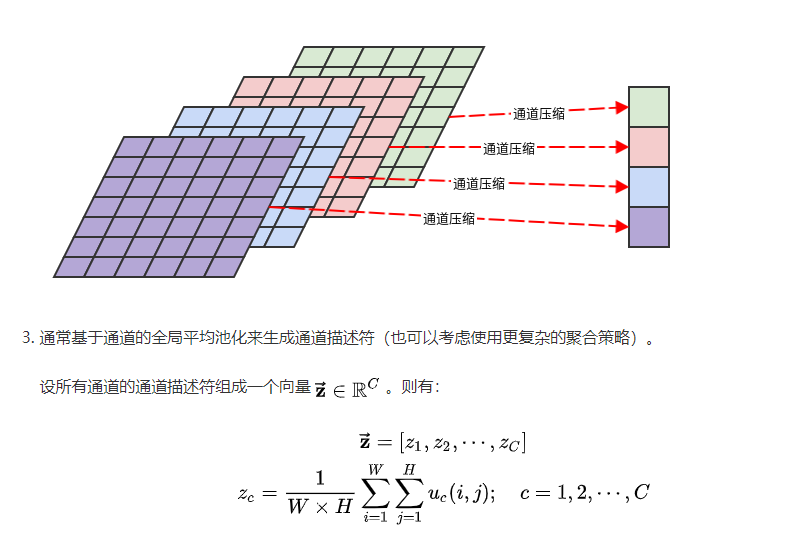 通道压缩
通道压缩
通道压缩
通道压缩
3. 通常基于通道的全局平均池化来生成通道描述符（也可以考虑使用更复杂的聚合策略）。
设所有通道的通道描述符组成一个向量 $\vec{\mathbf{z}} \in \mathbb{R}^C$ 。则有：
$\vec{\mathbf{z}} = [z_1, z_2, \cdots, z_C]$
$z_c = \frac{1}{W \times H} \sum_{i=1}^{W} \sum_{j=1}^{H} u_c(i, j); \quad c = 1, 2, \cdots, C$